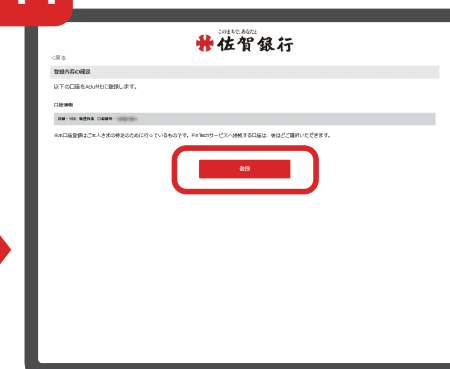 このまちで、あなたと
佐賀銀行
<戻る
登録内容の確認
以下の口座をAduMEに登録します。
口座情報
※本口座登録はご本人さまの特定のために行っているものです。FinTechサービスへ接続する口座は、後ほどご選択いただきます。
登録